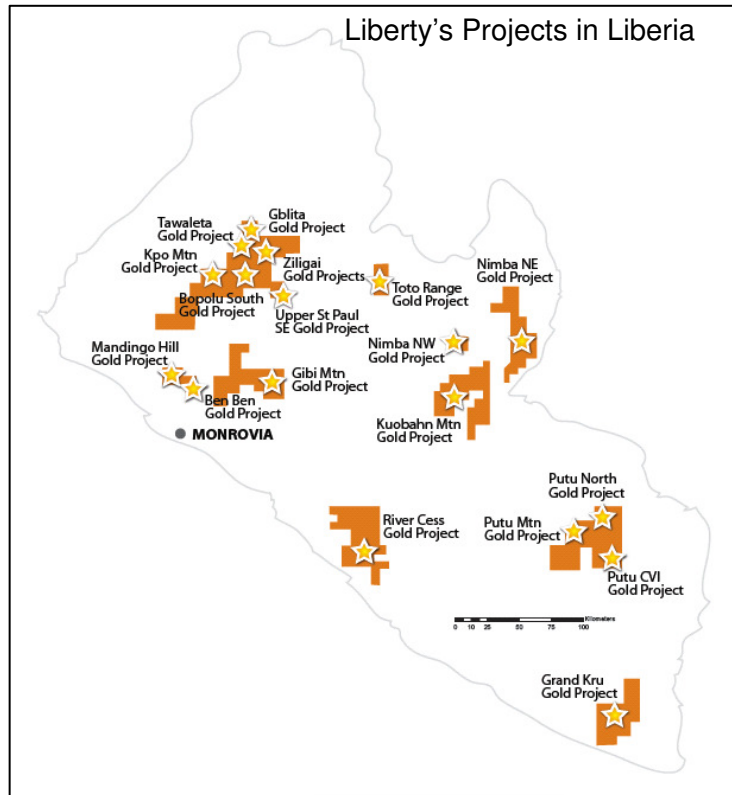 Liberty's Projects in Liberia
Gblita
Gold Project
Tawaleta
Gold Project
Kpo Mtn
Gold Project
Ziligai
Gold Projects
Bopolu South
Gold Project
Upper St Paul
SE Gold Project
Toto Range
Gold Project
Nimba NE
Gold Project
Nimba NW
Gold Project
Mandingo Hill
Gold Project
Ben Ben
Gold Project
Gibi Mtn
Gold Project
Kuobahn Mtn
Gold Project
MONROVIA
River Cess
Gold Project
Putu North
Gold Project
Putu Mtn
Gold Project
Putu CVI
Gold Project
0 10 25 50 75 100 Kilometers
Grand Kru
Gold Project